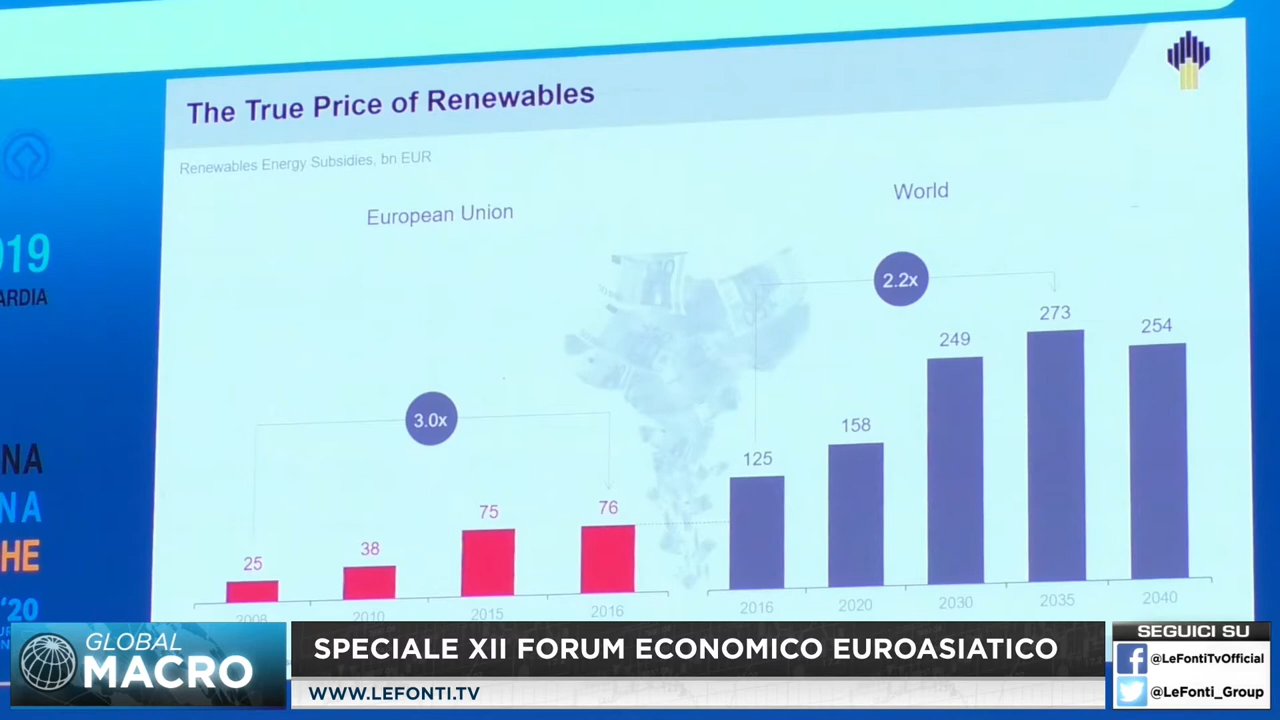 The True Price of Renewables
Renewables Energy Subsidies, bn EUR
European Union
World
3.0x
2.2x
25
38
75
76
125
158
249
273
254
2008
2010
2015
2016
2016
2020
2030
2035
2040
019
ARDIA
NA
NA
HE
'20
GLOBAL
MACRO
SPECIALE XII FORUM ECONOMICO EUROASIATICO
WWW.LEFONTI.TV
SEGUICI SU
@LeFontiTvOfficial
@LeFonti_Group